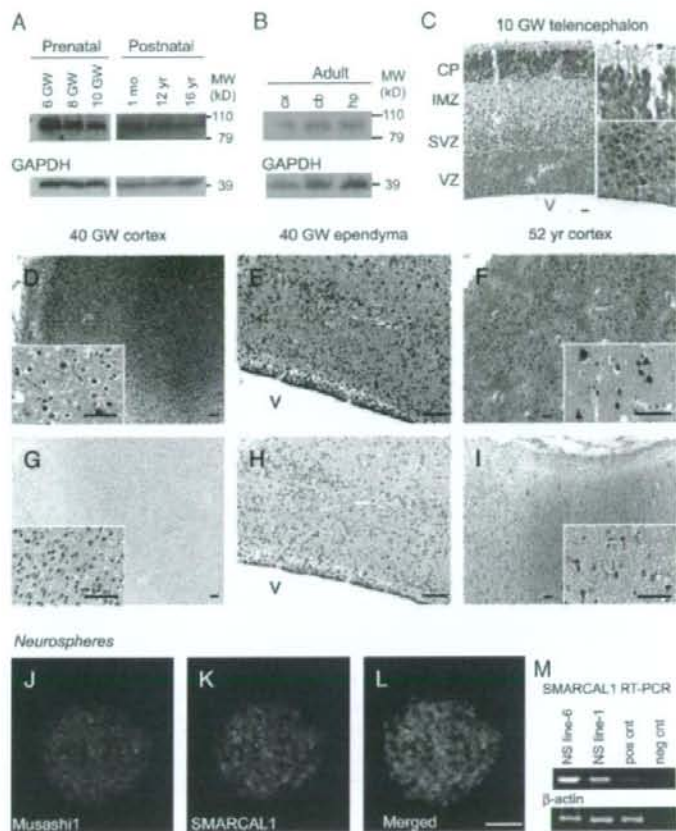 A
Prenatal Postnatal
6 GW 8 GW 10 GW 1 mo 12 yr 16 yr
MW (kD)
110
79
GAPDH
39
B
Adult
MW (kD)
110
79
GAPDH
39
C
10 GW telencephalon
CP
IMZ
SVZ
VZ
V
40 GW cortex
40 GW ependyma
52 yr cortex
D
E
V
F
G
H
V
I
Neurospheres
J
Musashi1
K
SMARCAL1
L
Merged
M
SMARCAL1 RT-PCR
NS line-6 NS line-1 pos cnt neg cnt
β-actin